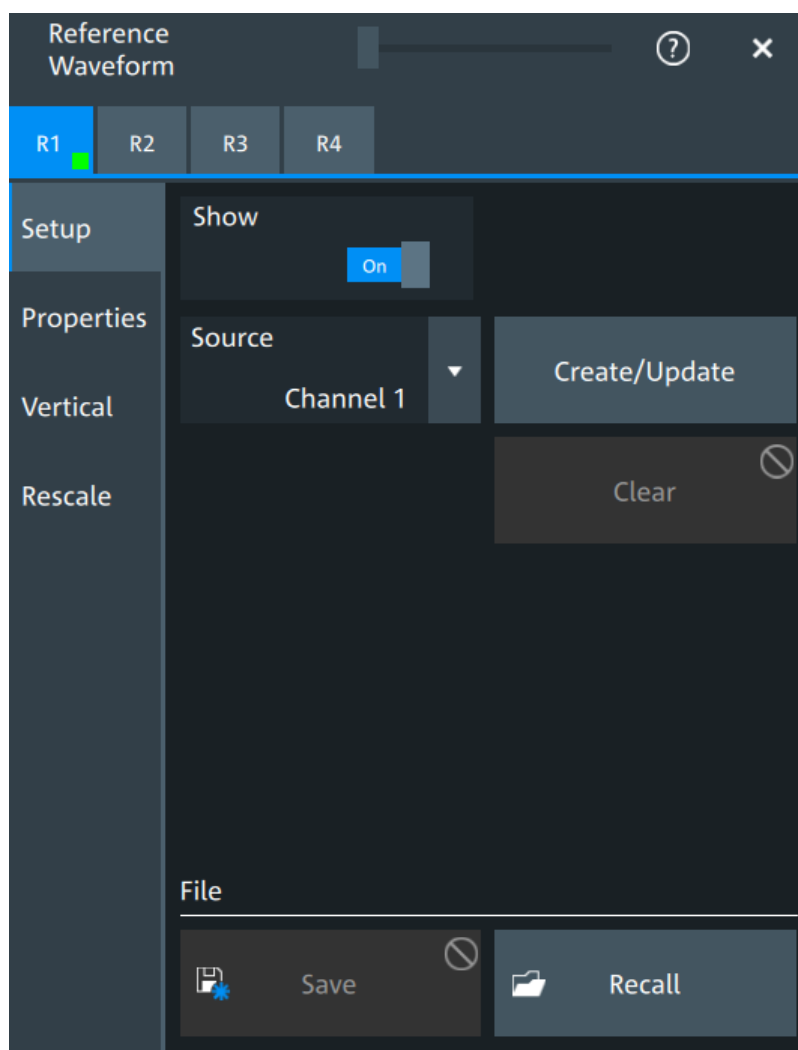 Reference
Waveform
?
R1 R2 R3 R4
Setup
Show
On
Properties
Source
Channel 1
Create/Update
Vertical
Clear
Rescale
File
Save
Recall